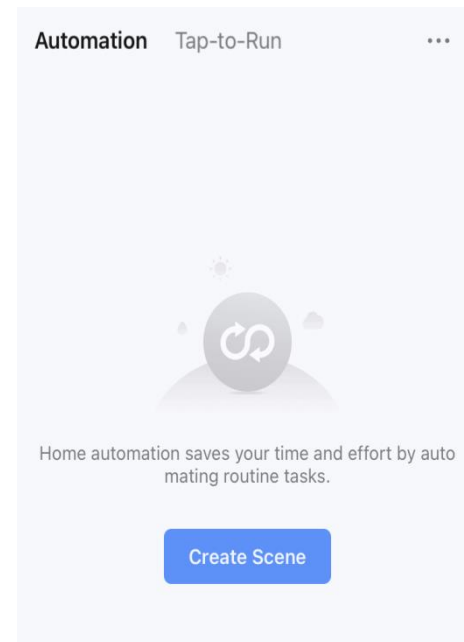 Automation Tap-to-Run
Home automation saves your time and effort by auto
mating routine tasks.
Create Scene